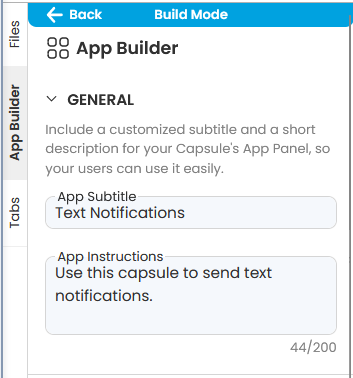 Back
Build Mode
Files
App Builder
Tabs
App Builder
GENERAL
Include a customized subtitle and a short
description for your Capsule's App Panel, so
your users can use it easily.
App Subtitle
Text Notifications
App Instructions
Use this capsule to send text
notifications.
44/200